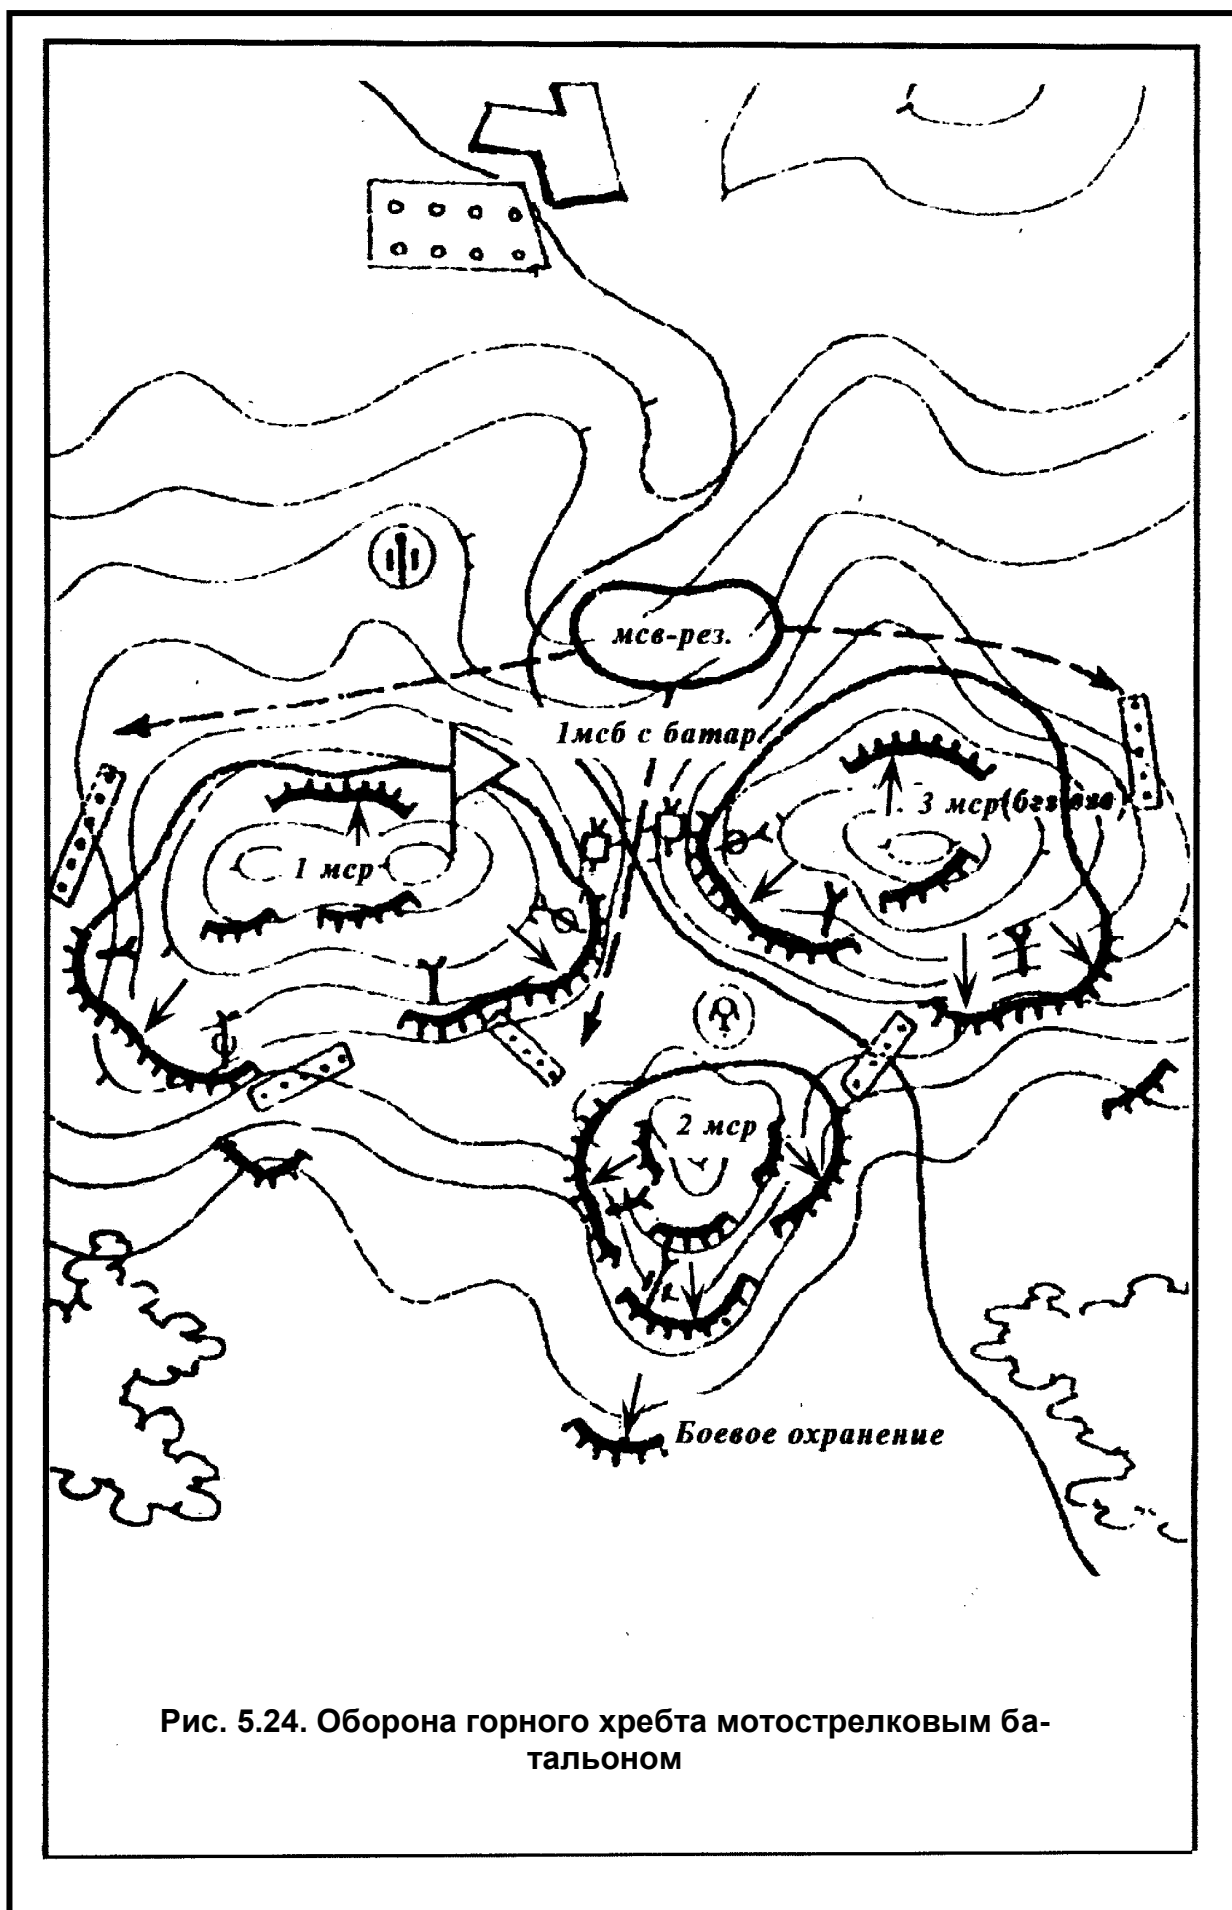 мсв-рез.
1мсб с батар.
3 мср(без
1 мср
2 мср
Боевое охранение
Рис. 5.24. Оборона горного хребта мотострелковым ба-
тальоном